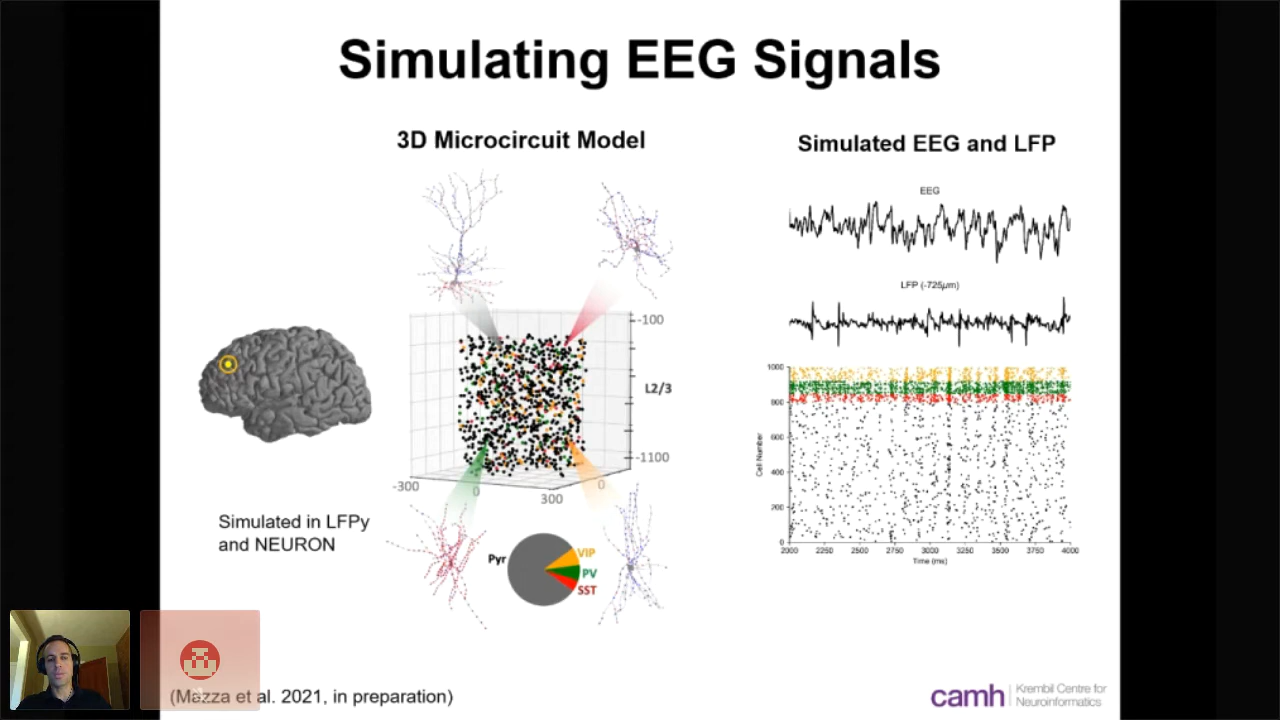 Simulating EEG Signals
3D Microcircuit Model
Simulated EEG and LFP
EEG
LFP (-725μm)
-100
L2/3
-1100
-300
0
300
0
Simulated in LFPy
and NEURON
Pyr
VIP
PV
SST
1000
800
600
400
200
0
Cell Number
2000 2250 2500 2750 3000 3250 3500 3750 4000
Time (ms)
(Mazza et al. 2021, in preparation)
camh
Krembil Centre for
Neuroinformatics